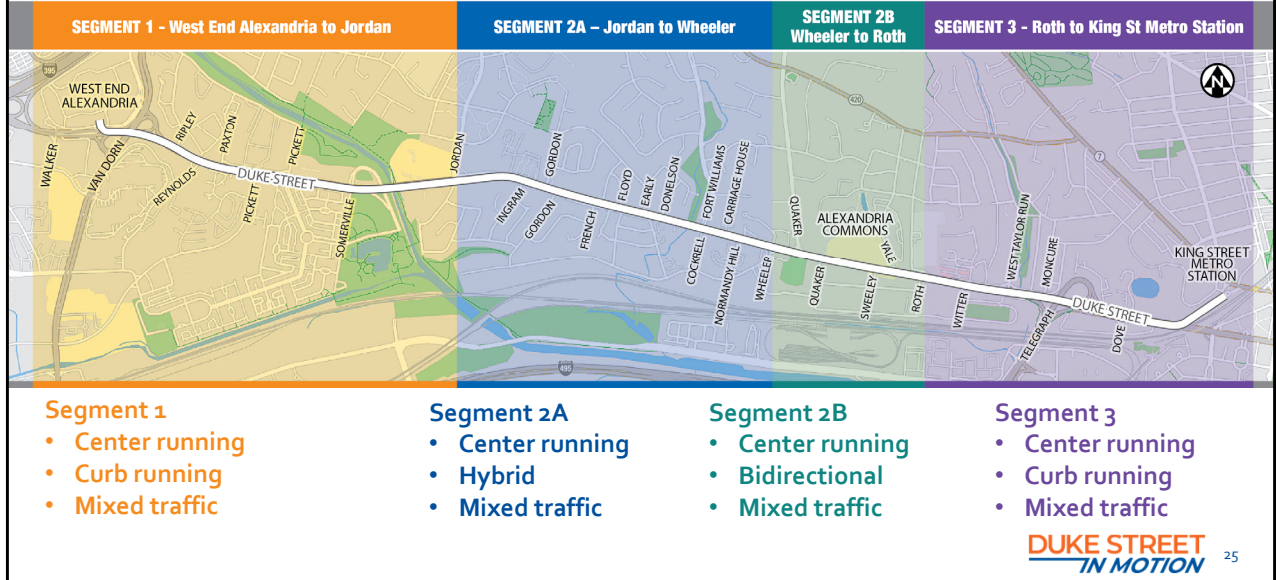 SEGMENT 1 - West End Alexandria to Jordan
SEGMENT 2A – Jordan to Wheeler
SEGMENT 2B
Wheeler to Roth
SEGMENT 3 - Roth to King St Metro Station
395
WEST END
ALEXANDRIA
WALKER
VAN DORN
RIPLEY
REYNOLDS
PAXTON
PICKETT
PICKETT
DUKE STREET
SOMERVILLE
JORDAN
INGRAM
GORDON
GORDON
FRENCH
FLOYD
EARLY
DONELSON
FORT WILLIAMS
CARRIAGE HOUSE
COCKRELL
NORMANDY HILL
WHEELER
495
420
QUAKER
ALEXANDRIA
COMMONS
YALE
QUAKER
SWEELEY
ROTH
7
N
WITTER
WEST TAYLOR RUN
MONCURE
TELEGRAPH
DUKE STREET
DOVE
KING STREET
METRO
STATION
Segment 1
• Center running
• Curb running
• Mixed traffic
Segment 2A
• Center running
• Hybrid
• Mixed traffic
Segment 2B
• Center running
• Bidirectional
• Mixed traffic
Segment 3
• Center running
• Curb running
• Mixed traffic
DUKE STREET
IN MOTION
25